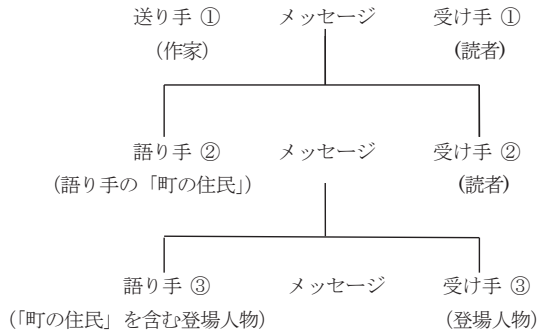 送り手 ① メッセージ 受け手 ①
(作家) (読者)
語り手 ② メッセージ 受け手 ②
(語り手の「町の住民」) (読者)
語り手 ③ メッセージ 受け手 ③
(「町の住民」を含む登場人物) (登場人物)